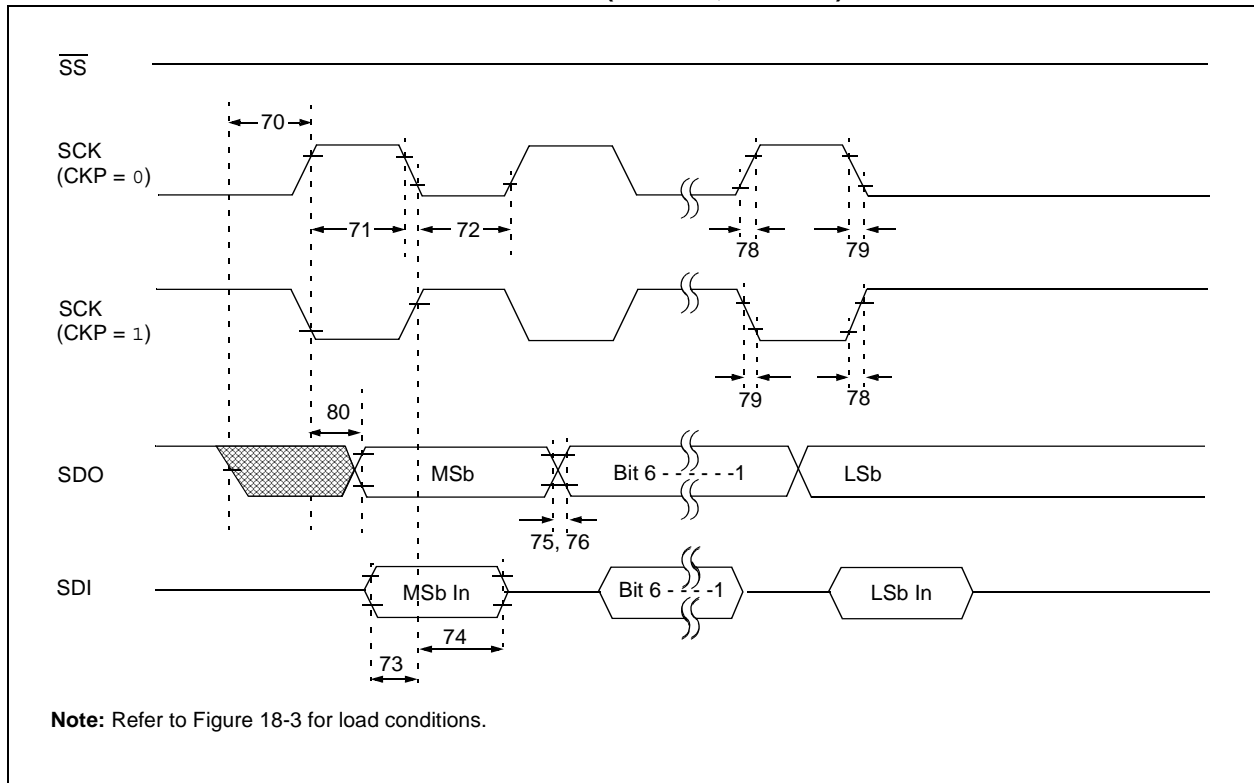 SS
70
SCK
(CKP = 0)
71
72
78
79
SCK
(CKP = 1)
79
78
80
SDO
MSb
Bit 6 - - - - - -1
LSb
75, 76
SDI
MSb In
Bit 6 - - - -1
LSb In
74
73
Note: Refer to Figure 18-3 for load conditions.